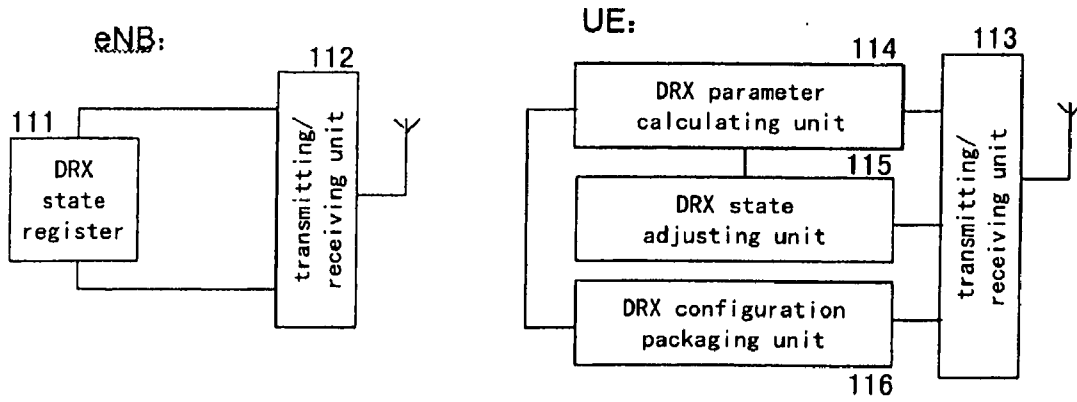 eNB:
111
DRX
state
register
112
transmitting/
receiving unit
UE:
114
DRX parameter
calculating unit
115
DRX state
adjusting unit
DRX configuration
packaging unit
116
113
transmitting/
receiving unit